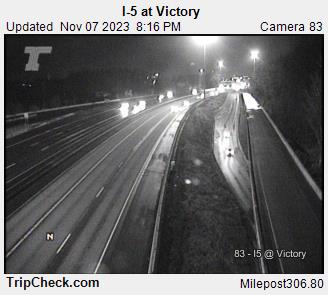 I-5 at Victory
Updated Nov 07 2023 8:16 PM Camera 83
T
N
83 - I5 @ Victory
TripCheck.com Milepost306.80